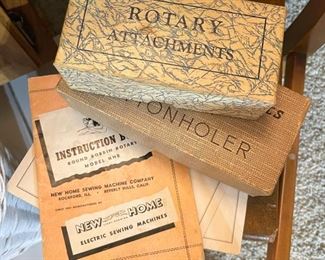 ROTARY
ATTACHMENTS
TONHOLER
INSTRUCTION B
ROUND BOBBIN ROTARY
MODEL NHR
NEW HOME SEWING MACHINE COMPANY
ROCKFORD, ILL. - BEVERLY HILLS, CALIF.
NEW HOME
ELECTRIC SEWING MACHINES